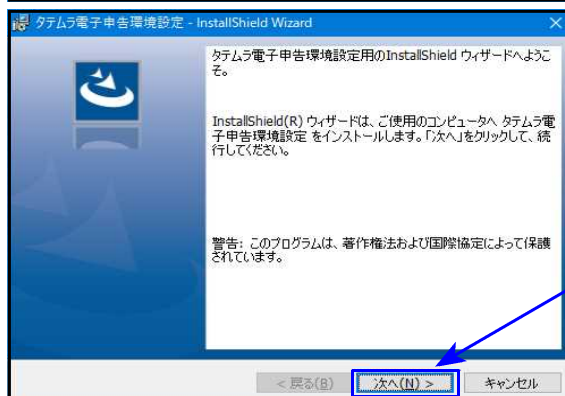 タテムラ電子申告環境設定 - InstallShield Wizard
タテムラ電子申告環境設定用のInstallShield ウィザードへようこ
そ。
InstallShield(R) ウィザードは、ご使用のコンピュータへ タテムラ電
子申告環境設定 をインストールします。「次へ」をクリックして、続
行してください。
警告: このプログラムは、著作権法および国際協定によって保護
されています。
< 戻る(B)
次へ(N) >
キャンセル